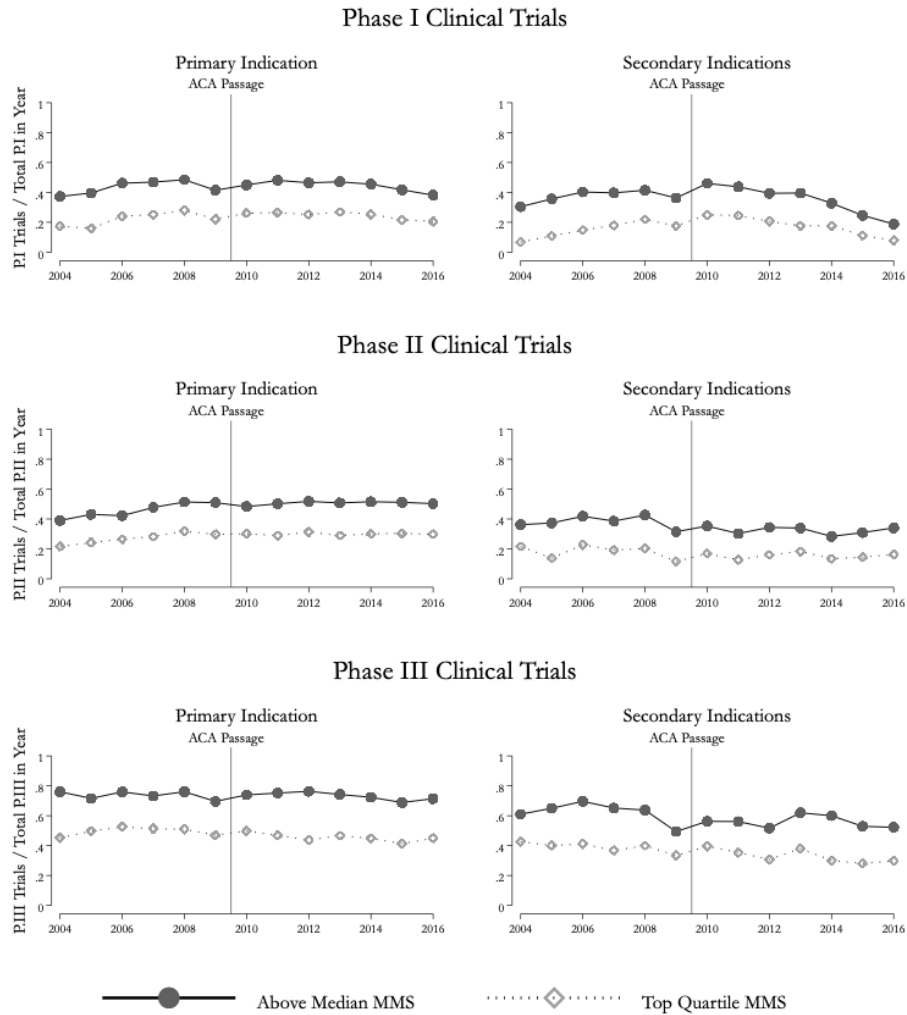 Phase I Clinical Trials
Primary Indication
ACA Passage
P.I Trials / Total P.I in Year
1
.8
.6
.4
.2
0
2004 2006 2008 2010 2012 2014 2016
Secondary Indications
ACA Passage
1
.8
.6
.4
.2
0
2004 2006 2008 2010 2012 2014 2016
Phase II Clinical Trials
Primary Indication
ACA Passage
P.II Trials / Total P.II in Year
1
.8
.6
.4
.2
0
2004 2006 2008 2010 2012 2014 2016
Secondary Indications
ACA Passage
1
.8
.6
.4
.2
0
2004 2006 2008 2010 2012 2014 2016
Phase III Clinical Trials
Primary Indication
ACA Passage
P.III Trials / Total P.III in Year
1
.8
.6
.4
.2
0
2004 2006 2008 2010 2012 2014 2016
Secondary Indications
ACA Passage
1
.8
.6
.4
.2
0
2004 2006 2008 2010 2012 2014 2016
Above Median MMS
Top Quartile MMS